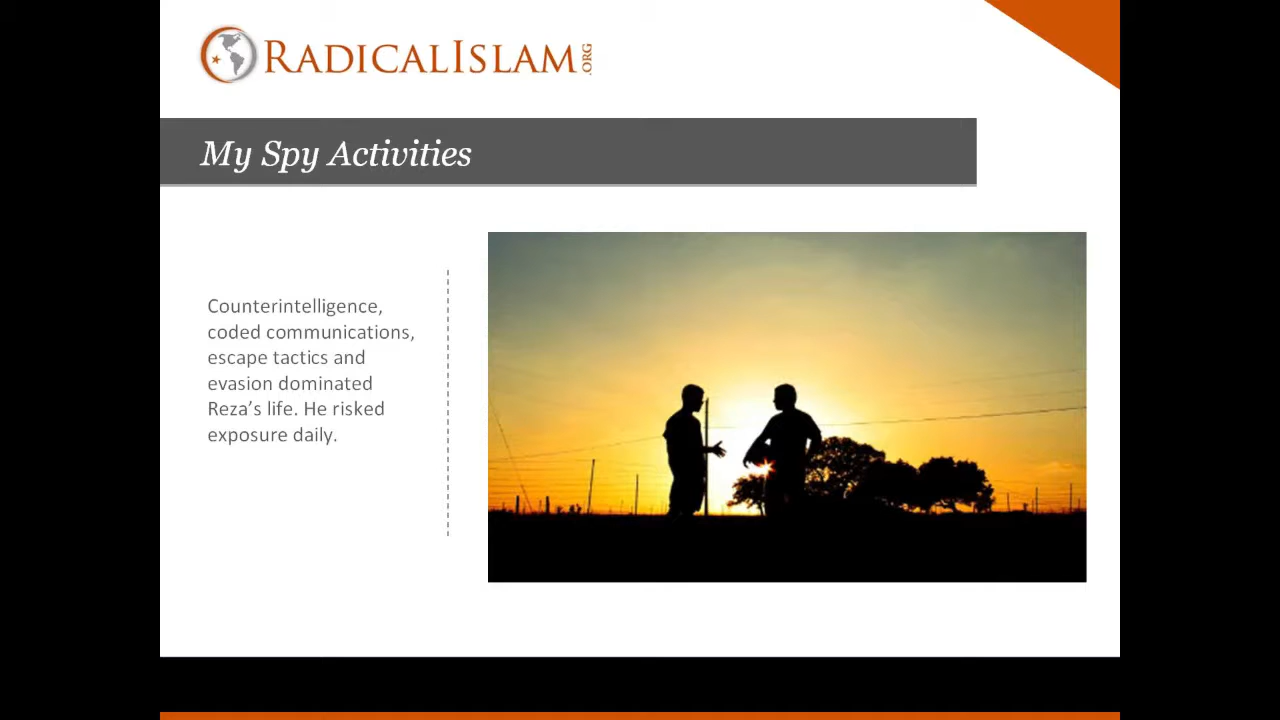 RADICALISLAM.ORG
My Spy Activities
Counterintelligence,
coded communications,
escape tactics and
evasion dominated
Reza’s life. He risked
exposure daily.